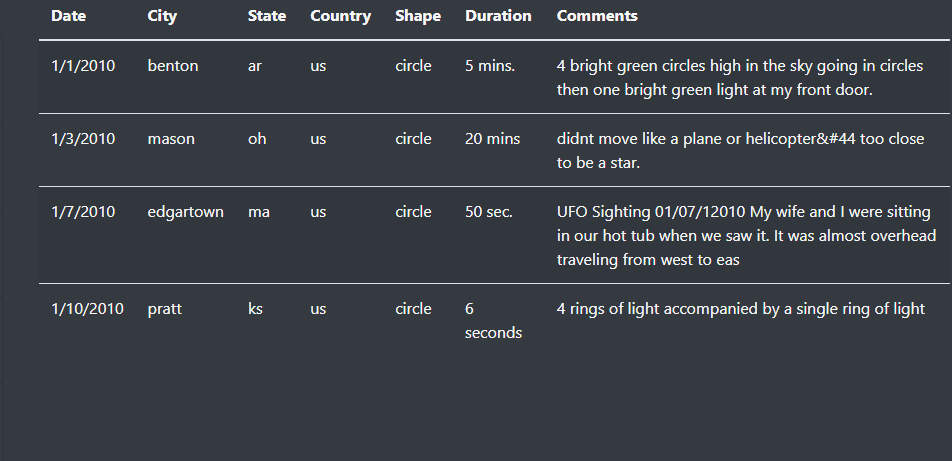 Date City State Country Shape Duration Comments
1/1/2010 benton ar us circle 5 mins. 4 bright green circles high in the sky going in circles
then one bright green light at my front door.
1/3/2010 mason oh us circle 20 mins didnt move like a plane or helicopter&#44 too close
to be a star.
1/7/2010 edgartown ma us circle 50 sec. UFO Sighting 01/07/12010 My wife and I were sitting
in our hot tub when we saw it. It was almost overhead
traveling from west to eas
1/10/2010 pratt ks us circle 6 4 rings of light accompanied by a single ring of light
seconds